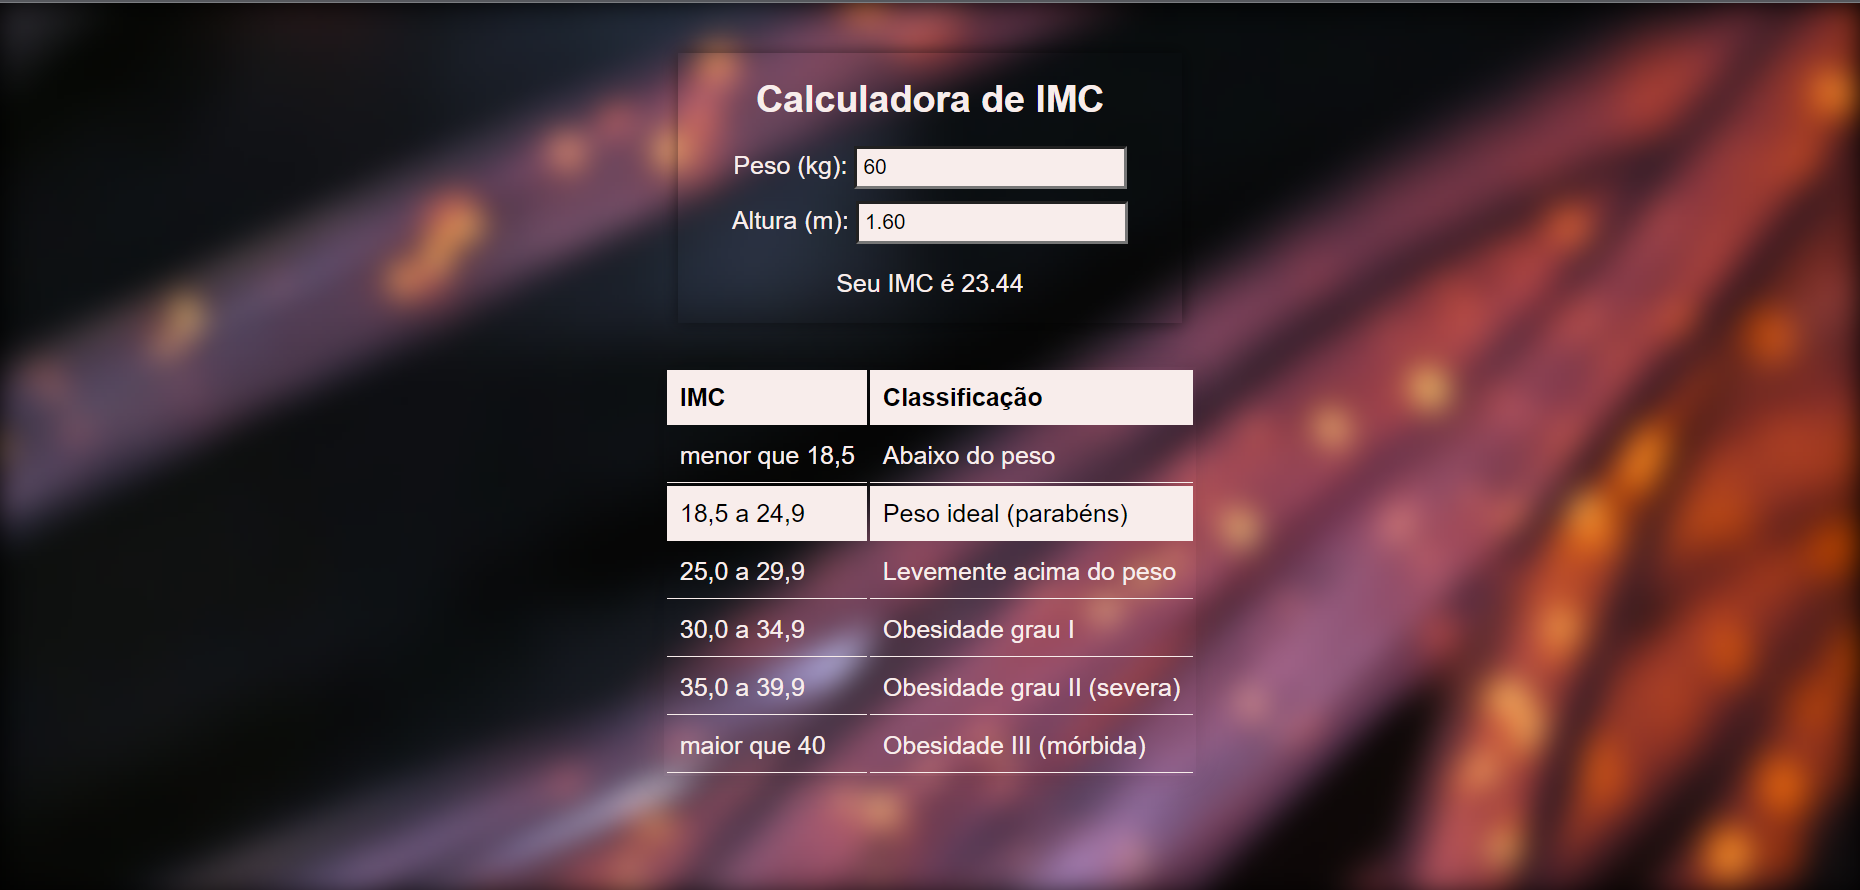 Calculadora de IMC
Peso (kg): 60
Altura (m): 1.60
Seu IMC é 23.44
IMC Classificação
menor que 18,5 Abaixo do peso
18,5 a 24,9 Peso ideal (parabéns)
25,0 a 29,9 Levemente acima do peso
30,0 a 34,9 Obesidade grau I
35,0 a 39,9 Obesidade grau II (severa)
maior que 40 Obesidade III (mórbida)